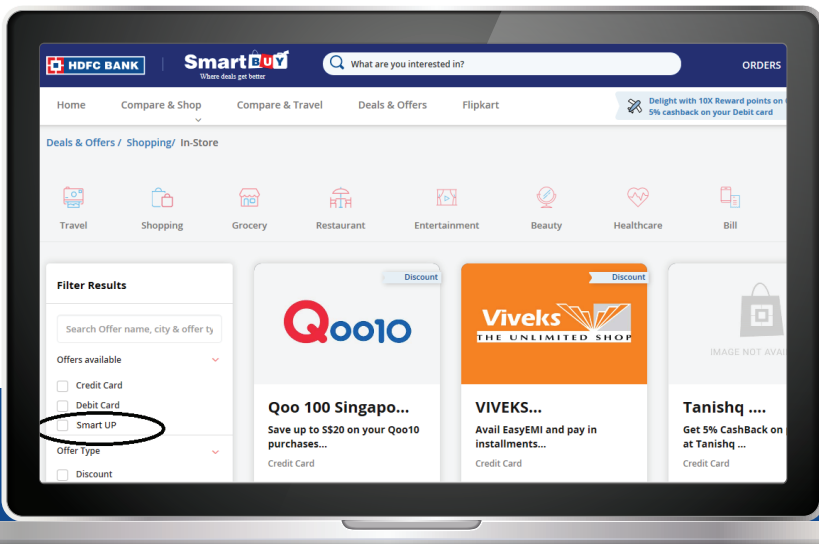 HDFC BANK
SmartBUY
Where deals get better
What are you interested in?
ORDERS
Home
Compare & Shop
Compare & Travel
Deals & Offers
Flipkart
Delight with 10X Reward points on
5% cashback on your Debit card
Deals & Offers / Shopping/ In-Store
Travel
Shopping
Grocery
Restaurant
Entertainment
Beauty
Healthcare
Bill
Filter Results
Search Offer name, city & offer ty
Offers available
Credit Card
Debit Card
Smart UP
Offer Type
Discount
Discount
Qoo10
Qoo 100 Singapo...
Save up to S$20 on your Qoo10
purchases...
Credit Card
Discount
Viveks
THE UNLIMITED SHOP
VIVEKS...
Avail EasyEMI and pay in
installments...
Credit Card
IMAGE NOT AVAI
Tanishq ....
Get 5% CashBack on
at Tanishq ...
Credit Card